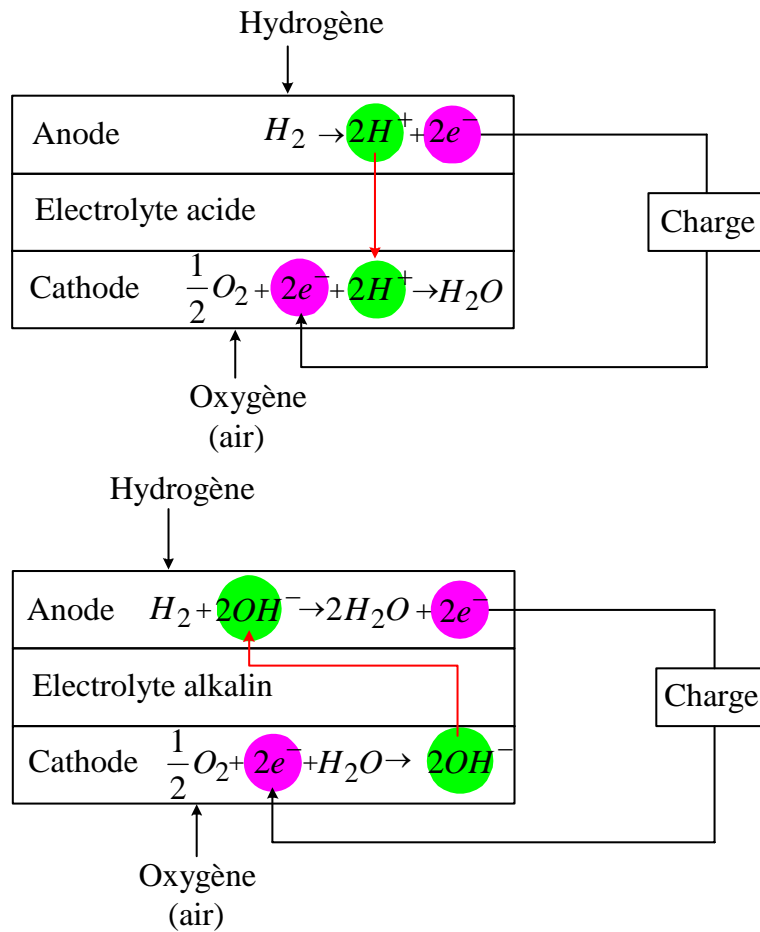 Hydrogène
Anode H₂ → 2H⁺ + 2e⁻
Electrolyte acide
Charge
Cathode 1/2 O₂ + 2e⁻ + 2H⁺ → H₂O
Oxygène
(air)
Hydrogène
Anode H₂ + 2OH⁻ → 2H₂O + 2e⁻
Electrolyte alkalin
Charge
Cathode 1/2 O₂ + 2e⁻ + H₂O → 2OH⁻
Oxygène
(air)